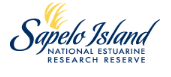 Sapelo Island
NATIONAL ESTUARINE
RESEARCH RESERVE